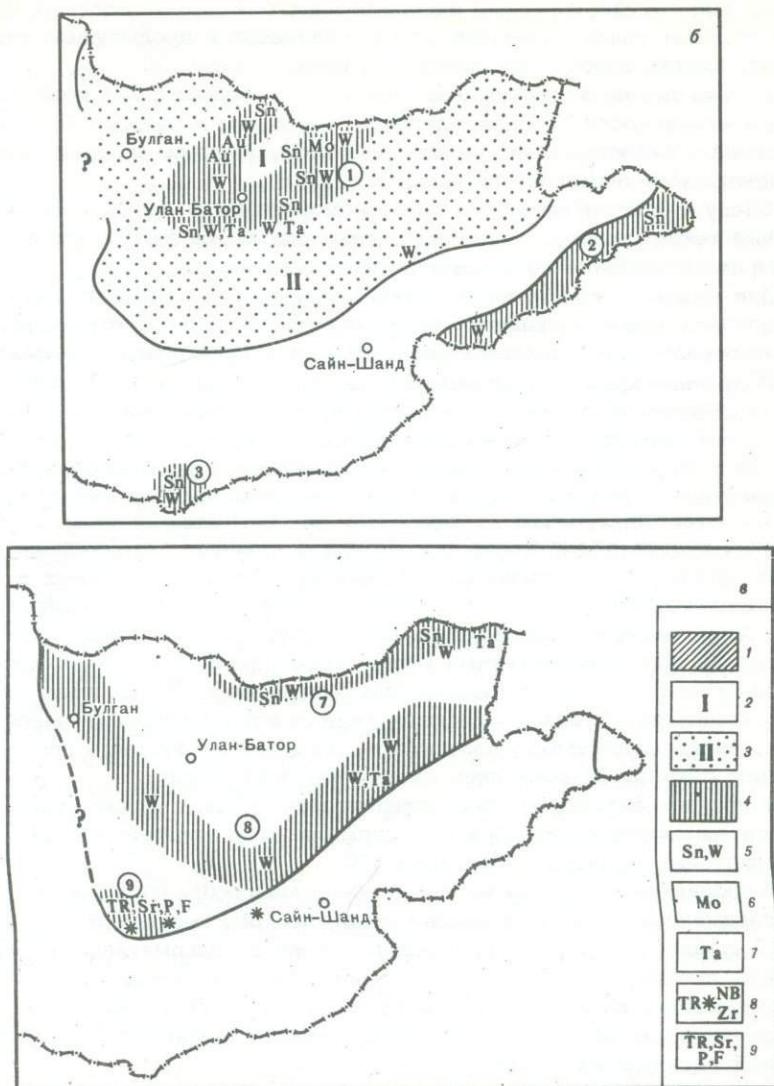 б
I
Sn
W
Булган
Au
Au
I
Sn
Mo
W
?
W
Sn W
1
Улан-Батор
Sn
Sn, W, Ta
W, Ta
W
II
Sn
2
W
Сайн-Шанд
3
Sn
W
в
I
Sn
W
Ta
I
Sn
W
7
Булган
Улан-Батор
W
W
W, Ta
8
W
?
9
TR, Sr, P, F
Сайн-Шанд
1
I 2
II 3
4
Sn, W 5
Mo 6
Ta 7
TR * NB Zr 8
TR, Sr, P, F 9